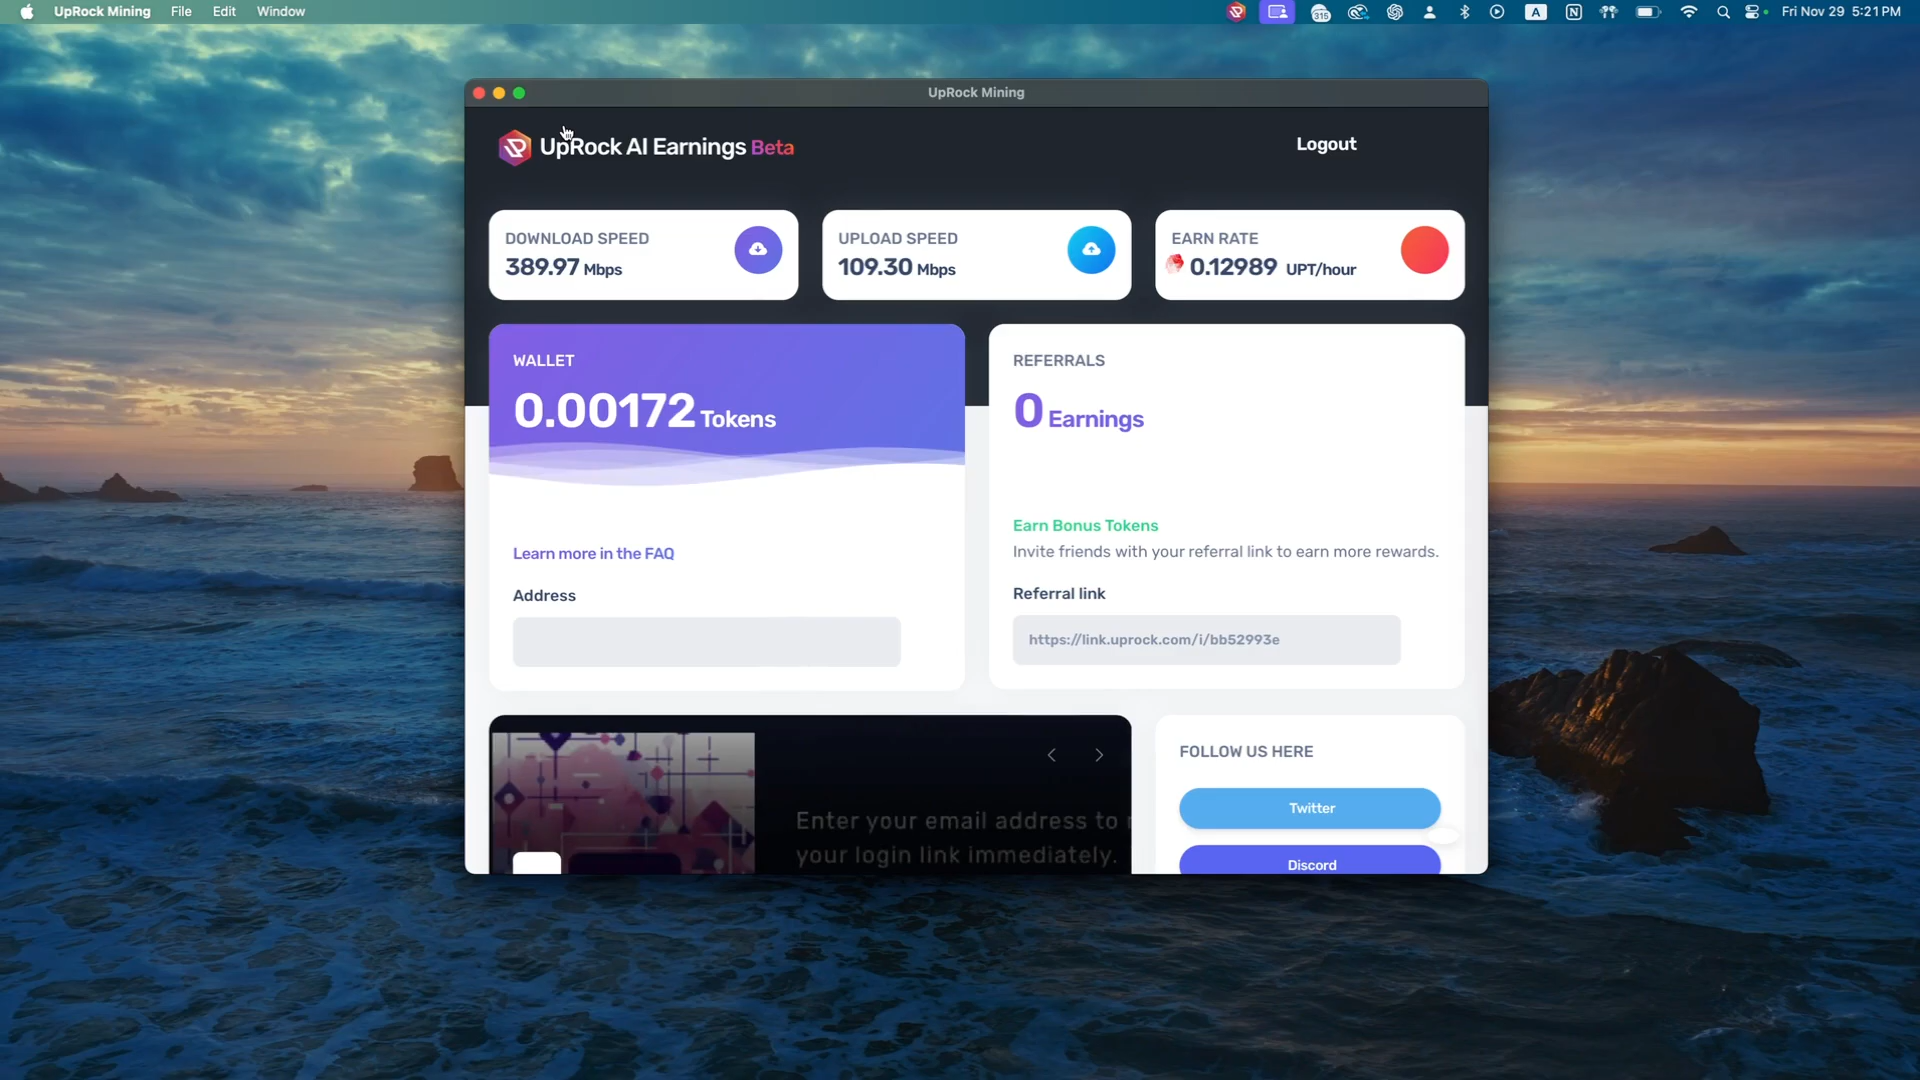 UpRock Mining File Edit Window
315 A N Fri Nov 29 5:21 PM
UpRock Mining
UpRock AI Earnings Beta
Logout
DOWNLOAD SPEED
389.97 Mbps
UPLOAD SPEED
109.30 Mbps
EARN RATE
0.12989 UPT/hour
WALLET
0.00172 Tokens
Learn more in the FAQ
Address
REFERRALS
0 Earnings
Earn Bonus Tokens
Invite friends with your referral link to earn more rewards.
Referral link
https://link.uprock.com/i/bb52993e
Enter your email address to
your login link immediately.
FOLLOW US HERE
Twitter
Discord